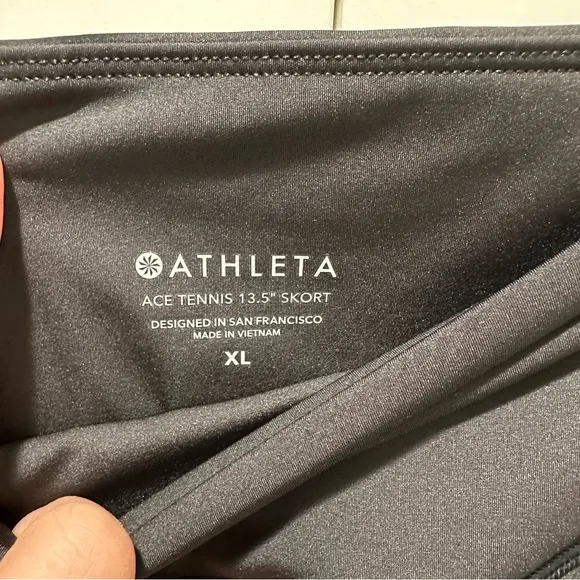 ATHLETA
ACE TENNIS 13.5" SKORT
DESIGNED IN SAN FRANCISCO
MADE IN VIETNAM
XL